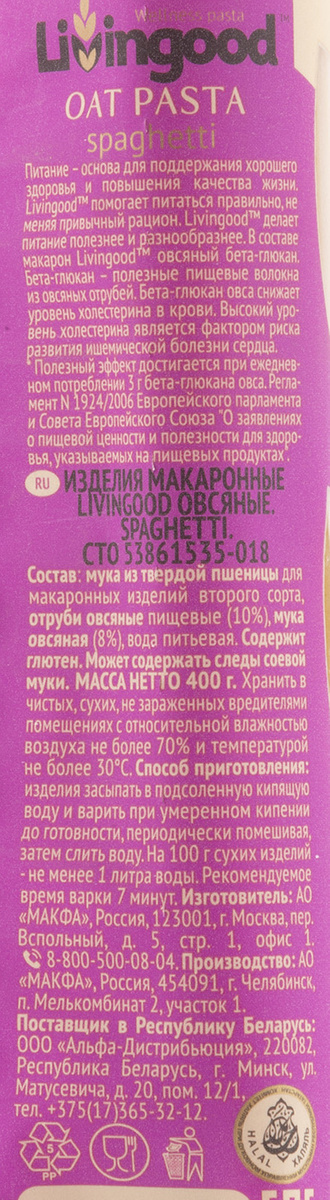 Wellness pasta
Livingood™
OAT PASTA
spaghetti
Питание – основа для поддержания хорошего
здоровья и повышения качества жизни.
Livingood™ помогает питаться правильно, не
меняя привычный рацион. Livingood™ делает
питание полезнее и разнообразнее. В составе
макарон Livingood™ овсяный бета-глюкан.
Бета-глюкан – полезные пищевые волокна
из овсяных отрубей. Бета-глюкан овса снижает
уровень холестерина в крови. Высокий уро-
вень холестерина является фактором риска
развития ишемической болезни сердца.
* Полезный эффект достигается при ежеднев-
ном потреблении 3 г бета-глюкана овса. Регла-
мент N 1924/2006 Европейского парламента
и Совета Европейского Союза "О заявлениях
о пищевой ценности и полезности для здоро-
вья, указываемых на пищевых продуктах".
RU ИЗДЕЛИЯ МАКАРОННЫЕ
LIVINGOOD ОВСЯНЫЕ.
SPAGHETTI.
СТО 53861535-018
Состав: мука из твердой пшеницы для
макаронных изделий второго сорта,
отруби овсяные пищевые (10%), мука
овсяная (8%), вода питьевая. Содержит
глютен. Может содержать следы соевой
муки. МАССА НЕТТО 400 г. Хранить в
чистых, сухих, не зараженных вредителями
помещениях с относительной влажностью
воздуха не более 70% и температурой
не более 30°С. Способ приготовления:
изделия засыпать в подсоленную кипящую
воду и варить при умеренном кипении
до готовности, периодически помешивая,
затем слить воду. На 100 г сухих изделий
- не менее 1 литра воды. Рекомендуемое
время варки 7 минут. Изготовитель: АО
«МАКФА», Россия, 123001, г. Москва, пер.
Вспольный, д. 5, стр. 1, офис 1.
8-800-500-08-04. Производство: АО
«МАКФА», Россия, 454091, г. Челябинск,
п. Мелькомбинат 2, участок 1.
Поставщик в Республику Беларусь:
ООО «Альфа-Дистрибьюция», 220082,
Республика Беларусь, г. Минск, ул.
Матусевича, д. 20, пом. 12/1,
тел. +375(17)365-32-12.
5
PP
HALAL ХАЛЯЛЬ